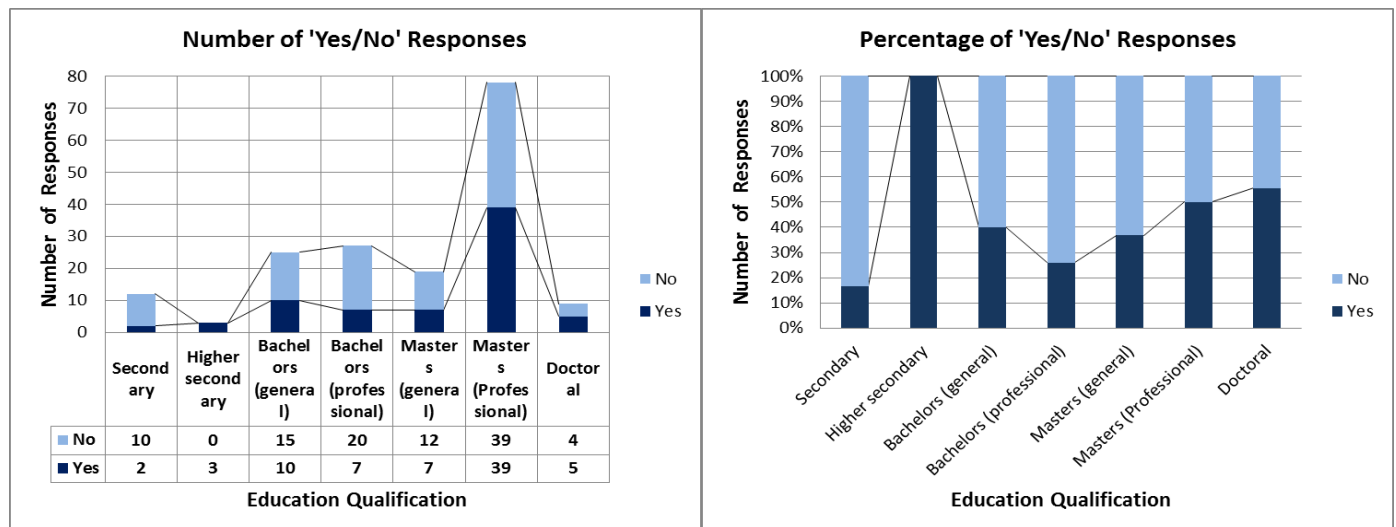 Number of 'Yes/No' Responses
Number of Responses
80
70
60
50
40
30
20
10
0
Second
ary
Higher
second
ary
Bachel
ors
(genera
l)
Bachel
ors
(profes
sional)
Master
s
(genera
l)
Master
s
(Profes
sional)
Doctor
al
No 10 0 15 20 12 39 4
Yes 2 3 10 7 7 39 5
Education Qualification
No
Yes
Percentage of 'Yes/No' Responses
Number of Responses
100%
90%
80%
70%
60%
50%
40%
30%
20%
10%
0%
Secondary
Higher secondary
Bachelors (general)
Bachelors (professional)
Masters (general)
Masters (Professional)
Doctoral
Education Qualification
No
Yes